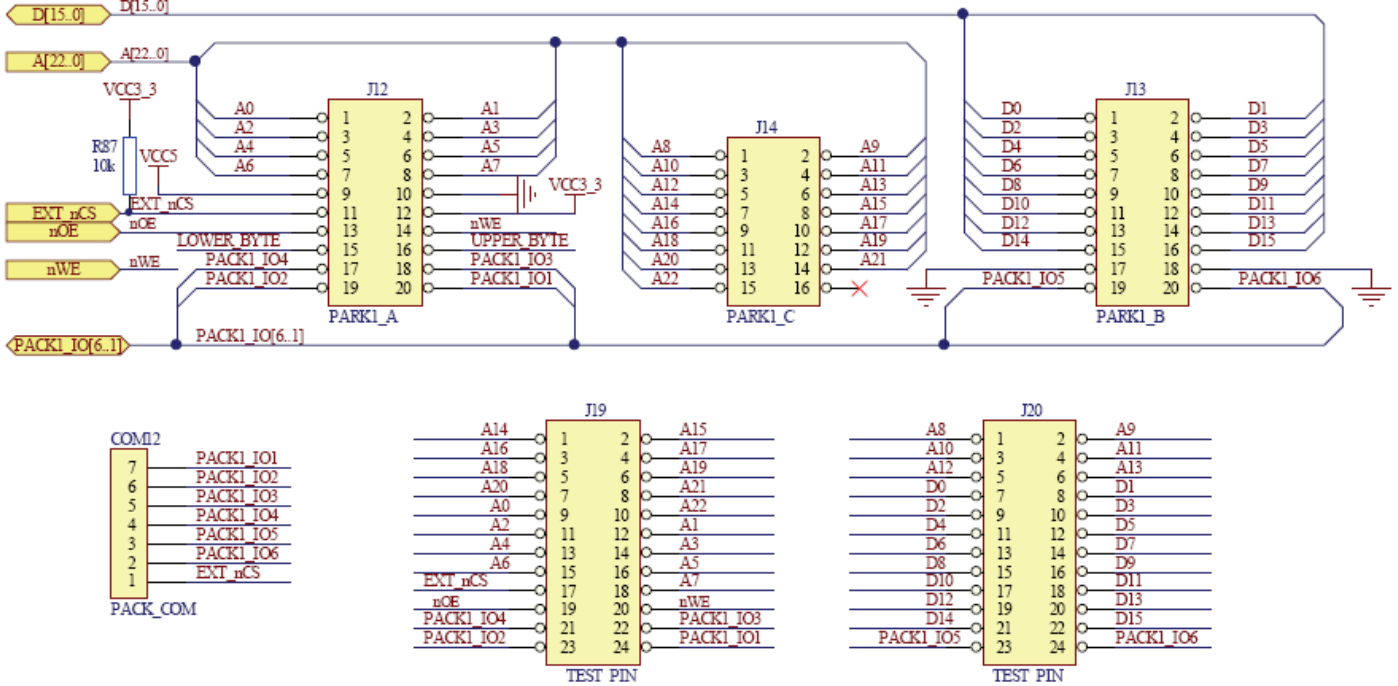 D[15..0] D[15..0]
A[22..0] A[22..0]
VCC3_3 J12 J13
A0 1 2 A1 D0 1 2 D1
A2 3 4 A3 J14 D2 3 4 D3
R87 A4 5 6 A5 A8 1 2 A9 D4 5 6 D5
10k VCC5 A6 7 8 A7 A10 3 4 A11 D6 7 8 D7
9 10 VCC3_3 A12 5 6 A13 D8 9 10 D9
EXT_nCS EXT_nCS 11 12 A14 7 8 A15 D10 11 12 D11
nOE nOE 13 14 nWE A16 9 10 A17 D12 13 14 D13
LOWER_BYTE 15 16 UPPER_BYTE A18 11 12 A19 D14 15 16 D15
nWE nWE PACK1_IO4 17 18 PACK1_IO3 A20 13 14 A21 17 18
PACK1_IO2 19 20 PACK1_IO1 A22 15 16 PACK1_IO5 19 20 PACK1_IO6
PARK1_A PARK1_C PARK1_B
PACK1_IO[6..1] PACK1_IO[6..1]
J19 J20
A14 1 2 A15 A8 1 2 A9
COM12 A16 3 4 A17 A10 3 4 A11
7 PACK1_IO1 A18 5 6 A19 A12 5 6 A13
6 PACK1_IO2 A20 7 8 A21 D0 7 8 D1
5 PACK1_IO3 A0 9 10 A22 D2 9 10 D3
4 PACK1_IO4 A2 11 12 A1 D4 11 12 D5
3 PACK1_IO5 A4 13 14 A3 D6 13 14 D7
2 PACK1_IO6 A6 15 16 A5 D8 15 16 D9
1 EXT_nCS EXT_nCS 17 18 A7 D10 17 18 D11
PACK_COM nOE 19 20 nWE D12 19 20 D13
PACK1_IO4 21 22 PACK1_IO3 D14 21 22 D15
PACK1_IO2 23 24 PACK1_IO1 PACK1_IO5 23 24 PACK1_IO6
TEST PIN TEST PIN